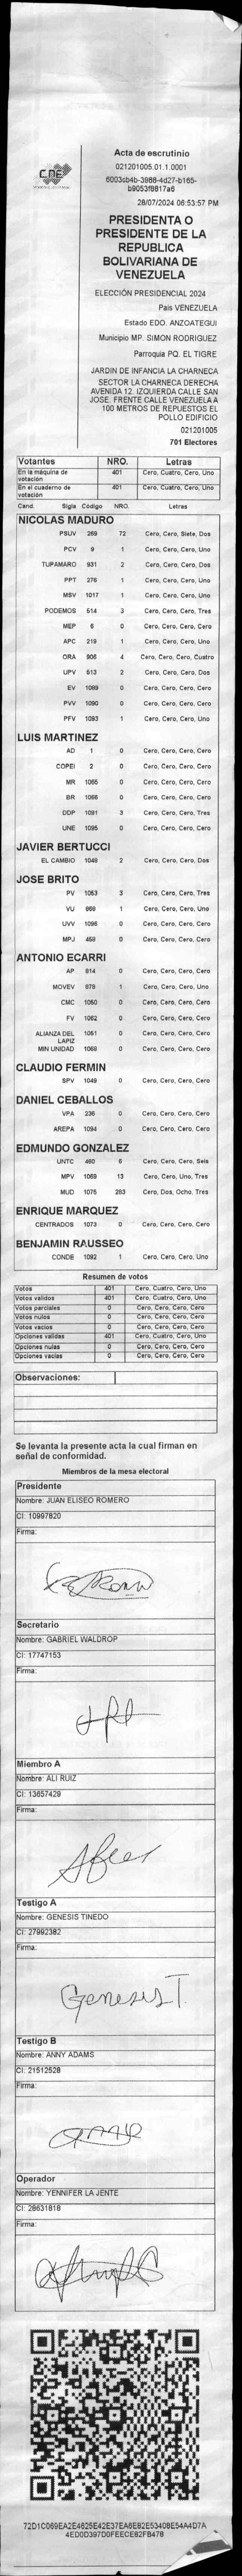 CNE
Acta de escrutinio
021201005.01.1.0001
6003cb4b-3988-4d27-b165-
b9053f8817a6
28/07/2024 06:53:57 PM
PRESIDENTA O
PRESIDENTE DE LA
REPUBLICA
BOLIVARIANA DE
VENEZUELA
ELECCIÓN PRESIDENCIAL 2024
Pais VENEZUELA
Estado EDO. ANZOATEGUI
Municipio MP. SIMON RODRIGUEZ
Parroquia PQ. EL TIGRE
JARDIN DE INFANCIA LA CHARNECA
SECTOR LA CHARNECA DERECHA
AVENIDA 12. IZQUIERDA CALLE SAN
JOSE. FRENTE CALLE VENEZUELA A
100 METROS DE REPUESTOS EL
POLLO EDIFICIO
021201005
701 Electores
Votantes NRO. Letras
En la máquina de votación 401 Cero, Cuatro, Cero, Uno
En el cuaderno de votación 401 Cero, Cuatro, Cero, Uno
Cand. Sigla Código NRO. Letras
NICOLAS MADURO
PSUV 269 72 Cero, Cero, Siete, Dos
PCV 9 1 Cero, Cero, Cero, Uno
TUPAMARO 931 2 Cero, Cero, Cero, Dos
PPT 276 1 Cero, Cero, Cero, Uno
MSV 1017 1 Cero, Cero, Cero, Uno
PODEMOS 514 3 Cero, Cero, Cero, Tres
MEP 6 0 Cero, Cero, Cero, Cero
APC 219 1 Cero, Cero, Cero, Uno
ORA 906 4 Cero, Cero, Cero, Cuatro
UPV 513 2 Cero, Cero, Cero, Dos
EV 1089 0 Cero, Cero, Cero, Cero
PVV 1090 0 Cero, Cero, Cero, Cero
PFV 1093 1 Cero, Cero, Cero, Uno
LUIS MARTINEZ
AD 1 0 Cero, Cero, Cero, Cero
COPEI 2 0 Cero, Cero, Cero, Cero
MR 1065 0 Cero, Cero, Cero, Cero
BR 1066 0 Cero, Cero, Cero, Cero
DDP 1091 3 Cero, Cero, Cero, Tres
UNE 1095 0 Cero, Cero, Cero, Cero
JAVIER BERTUCCI
EL CAMBIO 1048 2 Cero, Cero, Cero, Dos
JOSE BRITO
PV 1053 3 Cero, Cero, Cero, Tres
VU 968 1 Cero, Cero, Cero, Uno
UVV 1096 0 Cero, Cero, Cero, Cero
MPJ 458 0 Cero, Cero, Cero, Cero
ANTONIO ECARRI
AP 814 0 Cero, Cero, Cero, Cero
MOVEV 878 1 Cero, Cero, Cero, Uno
CMC 1050 0 Cero, Cero, Cero, Cero
FV 1062 0 Cero, Cero, Cero, Cero
ALIANZA DEL LAPIZ 1051 0 Cero, Cero, Cero, Cero
MIN UNIDAD 1068 0 Cero, Cero, Cero, Cero
CLAUDIO FERMIN
SPV 1049 0 Cero, Cero, Cero, Cero
DANIEL CEBALLOS
VPA 236 0 Cero, Cero, Cero, Cero
AREPA 1094 0 Cero, Cero, Cero, Cero
EDMUNDO GONZALEZ
UNTC 460 6 Cero, Cero, Cero, Seis
MPV 1069 13 Cero, Cero, Uno, Tres
MUD 1075 283 Cero, Dos, Ocho, Tres
ENRIQUE MARQUEZ
CENTRADOS 1073 0 Cero, Cero, Cero, Cero
BENJAMIN RAUSSEO
CONDE 1092 1 Cero, Cero, Cero, Uno
Resumen de votos
Votos 401 Cero, Cuatro, Cero, Uno
Votos validos 401 Cero, Cuatro, Cero, Uno
Votos parciales 0 Cero, Cero, Cero, Cero
Votos nulos 0 Cero, Cero, Cero, Cero
Votos vacios 0 Cero, Cero, Cero, Cero
Opciones validas 401 Cero, Cuatro, Cero, Uno
Opciones nulas 0 Cero, Cero, Cero, Cero
Opciones vacias 0 Cero, Cero, Cero, Cero
Observaciones:
Se levanta la presente acta la cual firman en
señal de conformidad.
Miembros de la mesa electoral
Presidente
Nombre: JUAN ELISEO ROMERO
CI: 10997820
Firma:
Secretario
Nombre: GABRIEL WALDROP
CI: 17747153
Firma:
Miembro A
Nombre: ALI RUIZ
CI: 13657429
Firma:
Testigo A
Nombre: GENESIS TINEDO
CI: 27992382
Firma:
Genesis T.
Testigo B
Nombre: ANNY ADAMS
CI: 21512528
Firma:
Operador
Nombre: YENNIFER LA JENTE
CI: 26631818
Firma:
72D1C069EA2E4625E42E37EA6E82E53408E54A4D7A
4ED0D397D0FEECE62FB478